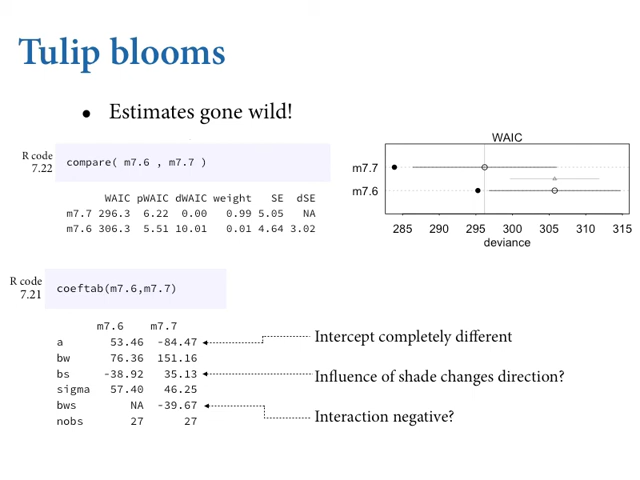 Tulip blooms
• Estimates gone wild!
R code
7.22
compare( m7.6 , m7.7 )
WAIC pWAIC dWAIC weight SE dSE
m7.7 296.3 6.22 0.00 0.99 5.05 NA
m7.6 306.3 5.51 10.01 0.01 4.64 3.02
WAIC
m7.7
m7.6
285 290 295 300 305 310 315
deviance
R code
7.21
coeftab(m7.6,m7.7)
m7.6 m7.7
a 53.46 -84.47
bw 76.36 151.16
bs -38.92 35.13
sigma 57.40 46.25
bws NA -39.67
nobs 27 27
Intercept completely different
Influence of shade changes direction?
Interaction negative?